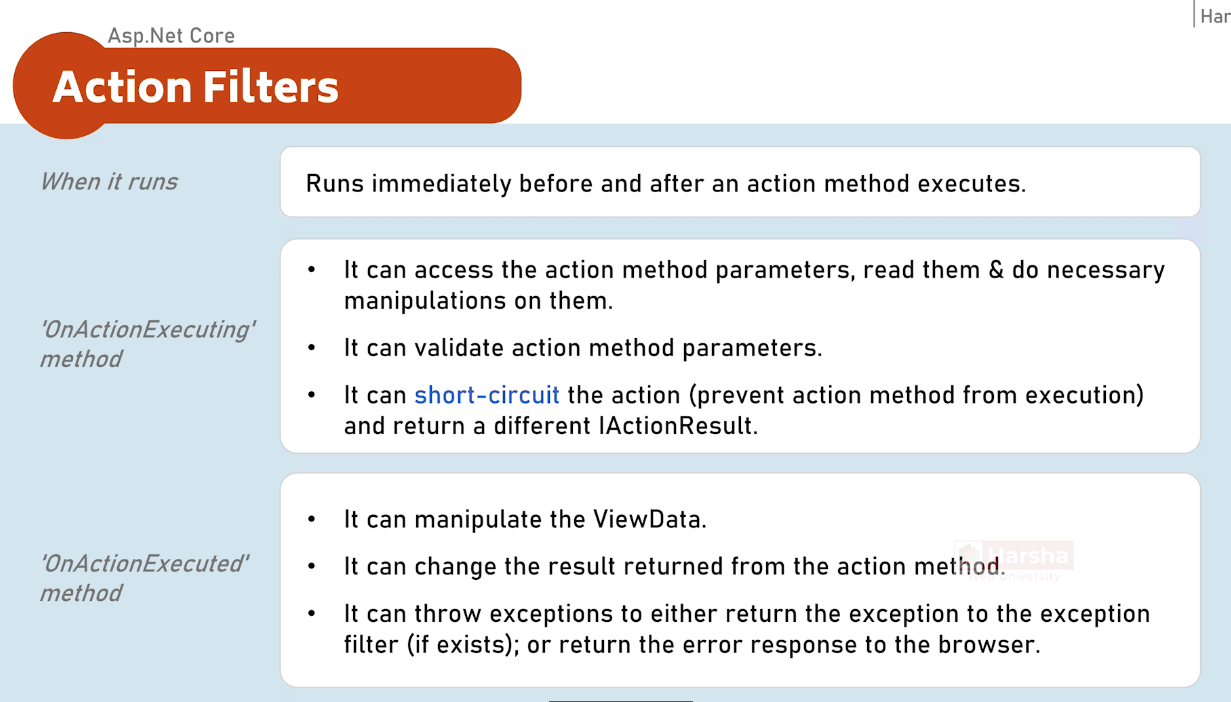 Har
Asp.Net Core
Action Filters
When it runs
Runs immediately before and after an action method executes.
'OnActionExecuting'
method
• It can access the action method parameters, read them & do necessary
manipulations on them.
• It can validate action method parameters.
• It can short-circuit the action (prevent action method from execution)
and return a different IActionResult.
'OnActionExecuted'
method
• It can manipulate the ViewData.
• It can change the result returned from the action method.
• It can throw exceptions to either return the exception to the exception
filter (if exists); or return the error response to the browser.
Harsha
Web University